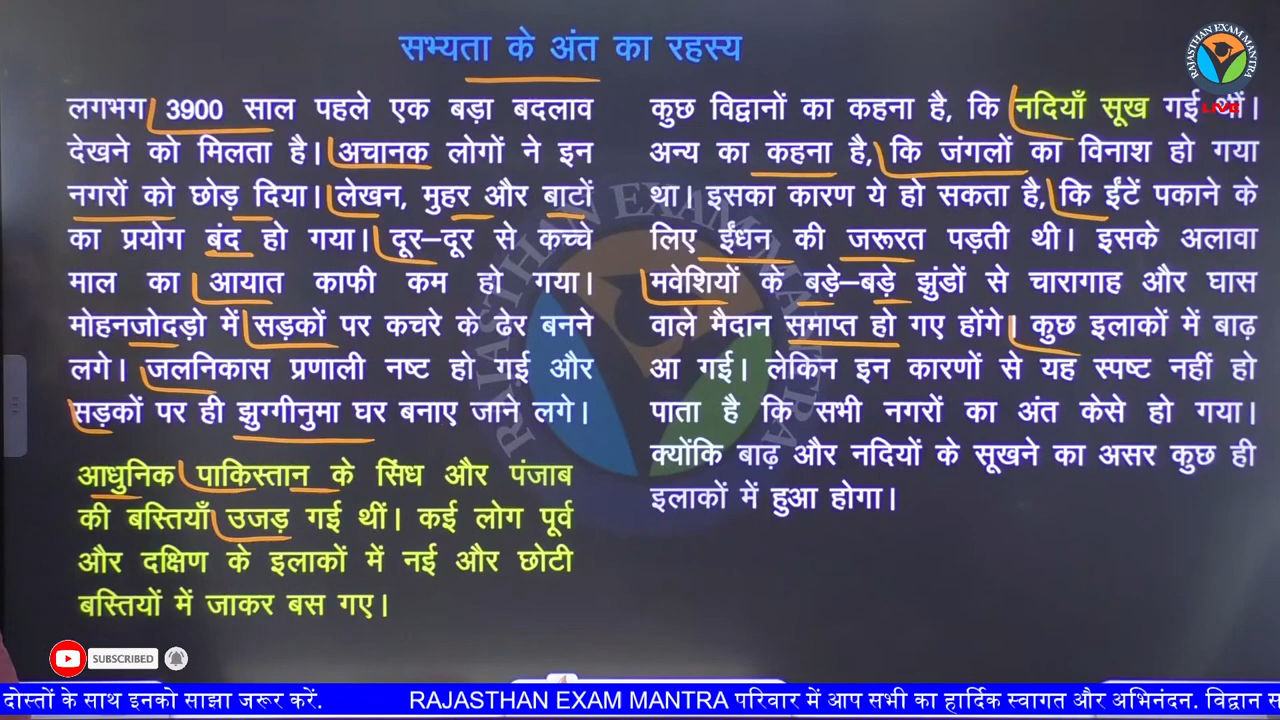 सभ्यता के अंत का रहस्य
लगभग 3900 साल पहले एक बड़ा बदलाव
देखने को मिलता है। अचानक लोगों ने इन
नगरों को छोड़ दिया। लेखन, मुहर और बाटों
का प्रयोग बंद हो गया। दूर–दूर से कच्चे
माल का आयात काफी कम हो गया।
मोहनजोदड़ो में सड़कों पर कचरे के ढेर बनने
लगे। जलनिकास प्रणाली नष्ट हो गई और
सड़कों पर ही झुग्गीनुमा घर बनाए जाने लगे।
आधुनिक पाकिस्तान के सिंध और पंजाब
की बस्तियाँ उजड़ गई थीं। कई लोग पूर्व
और दक्षिण के इलाकों में नई और छोटी
बस्तियों में जाकर बस गए।
कुछ विद्वानों का कहना है, कि नदियाँ सूख गई थीं।
अन्य का कहना है, कि जंगलों का विनाश हो गया
था। इसका कारण ये हो सकता है, कि ईंटें पकाने के
लिए ईंधन की जरूरत पड़ती थी। इसके अलावा
मवेशियों के बड़े–बड़े झुंडों से चारागाह और घास
वाले मैदान समाप्त हो गए होंगे। कुछ इलाकों में बाढ़
आ गई। लेकिन इन कारणों से यह स्पष्ट नहीं हो
पाता है कि सभी नगरों का अंत केसे हो गया।
क्योंकि बाढ़ और नदियों के सूखने का असर कुछ ही
इलाकों में हुआ होगा।
RAJASTHAN EXAM MANTRA
LIVE
RAJASTHAN EXAM MANTRA
SUBSCRIBED
दोस्तों के साथ इनको साझा जरूर करें. RAJASTHAN EXAM MANTRA परिवार में आप सभी का हार्दिक स्वागत और अभिनंदन. विद्वान